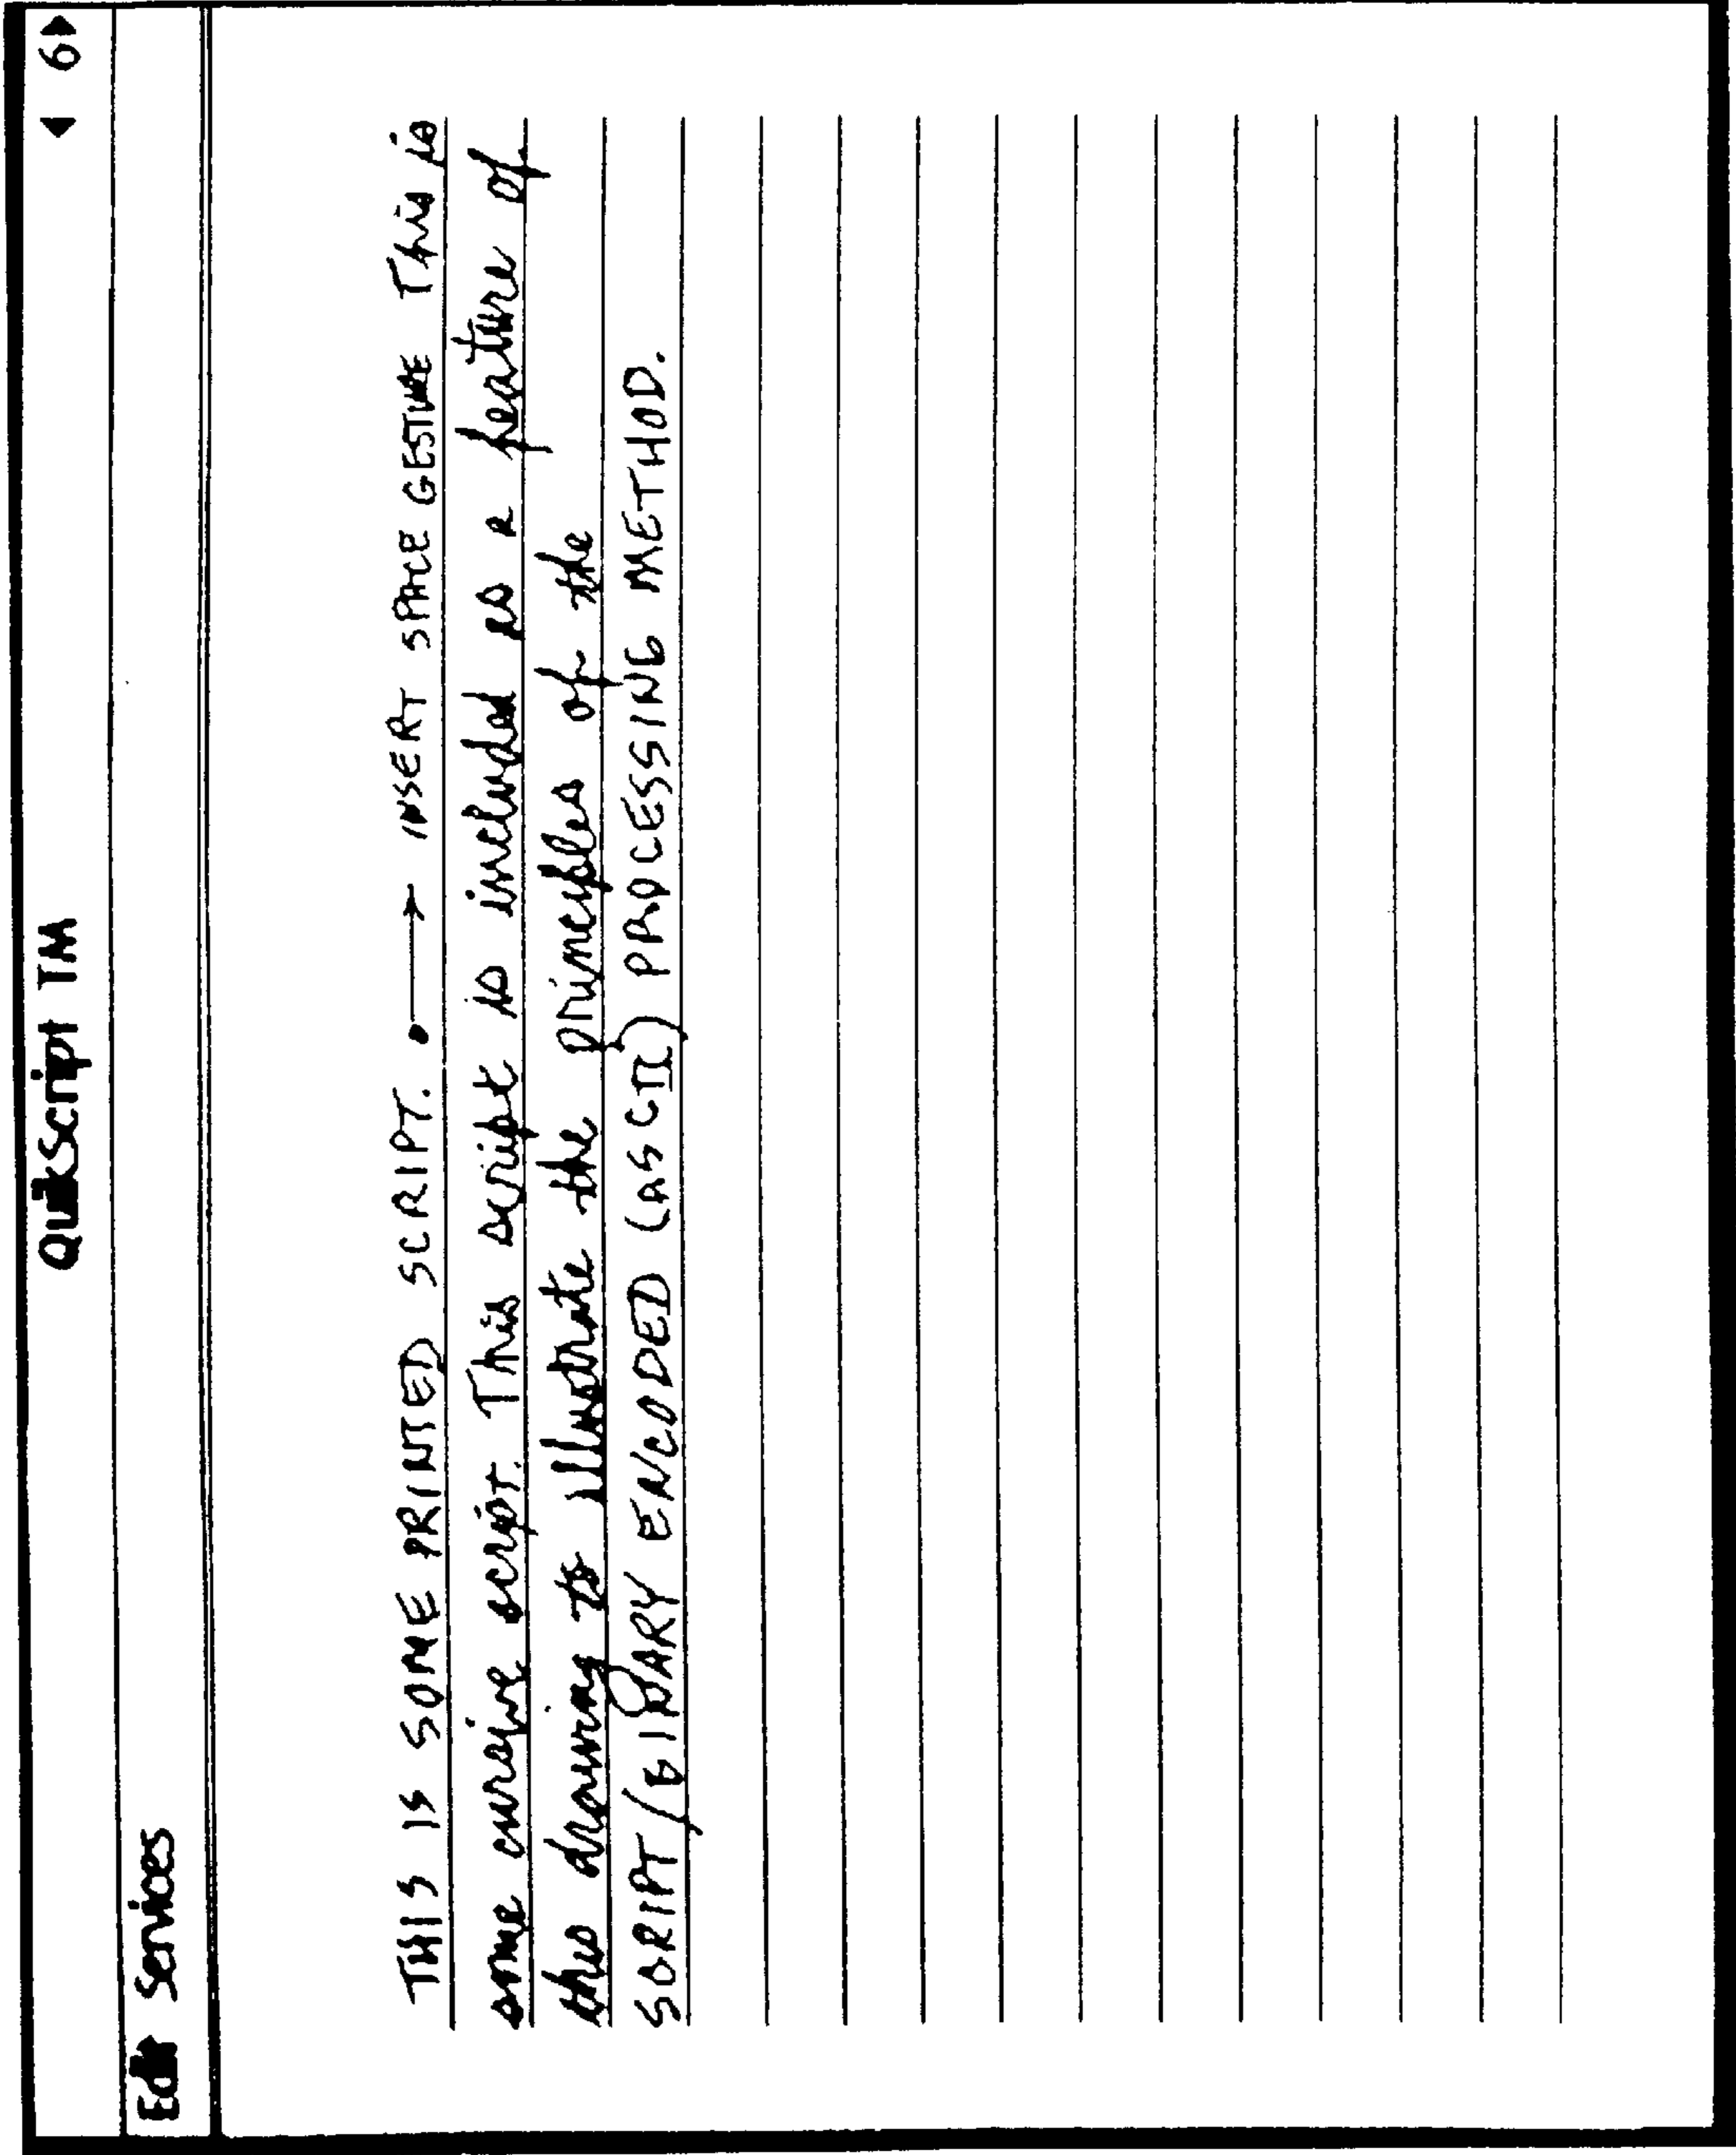 QuikScript TM ◀ 6▶
Edit Services
THIS IS SOME PRINTED SCRIPT. •→ INSERT SPACE GESTURE This is
some cursive script. This script is included as a feature of
this drawing to illustrate the principles of the
SCRIPT/(BINARY ENCODED (ASCII) PROCESSING METHOD.